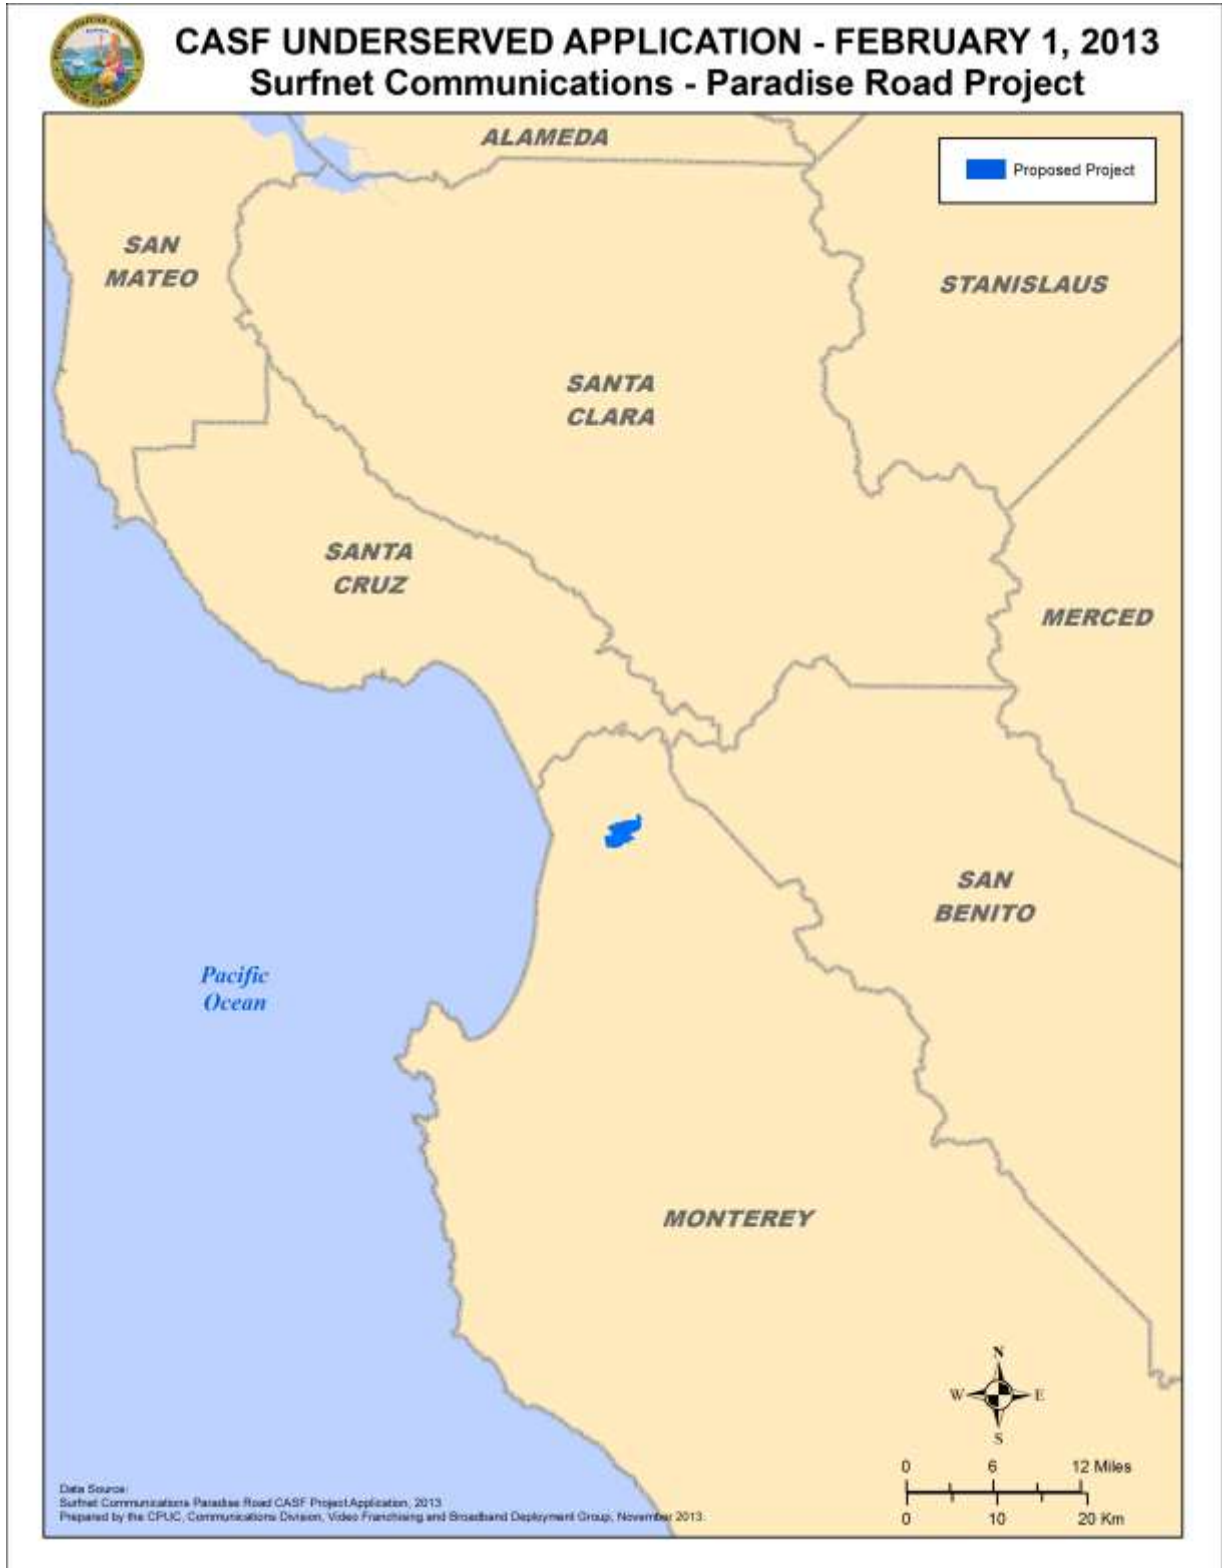 CASF UNDERSERVED APPLICATION - FEBRUARY 1, 2013
Surfnet Communications - Paradise Road Project
ALAMEDA
Proposed Project
SAN
MATEO
STANISLAUS
SANTA
CLARA
SANTA
CRUZ
MERCED
SAN
BENITO
Pacific
Ocean
MONTEREY
N
W E
S
0 6 12 Miles
0 10 20 Km
Data Source:
Surfnet Communications Paradise Road CASF Project Application, 2013.
Prepared by the CPUC, Communications Division, Video Franchising and Broadband Deployment Group, November 2013.